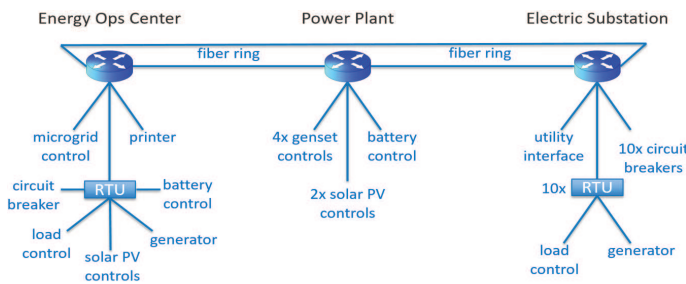 Energy Ops Center
Power Plant
Electric Substation
fiber ring
fiber ring
microgrid
control
printer
4x genset
controls
battery
control
utility
interface
10x circuit
breakers
circuit
breaker
RTU
battery
control
2x solar PV
controls
10x
RTU
load
control
solar PV
controls
generator
load
control
generator